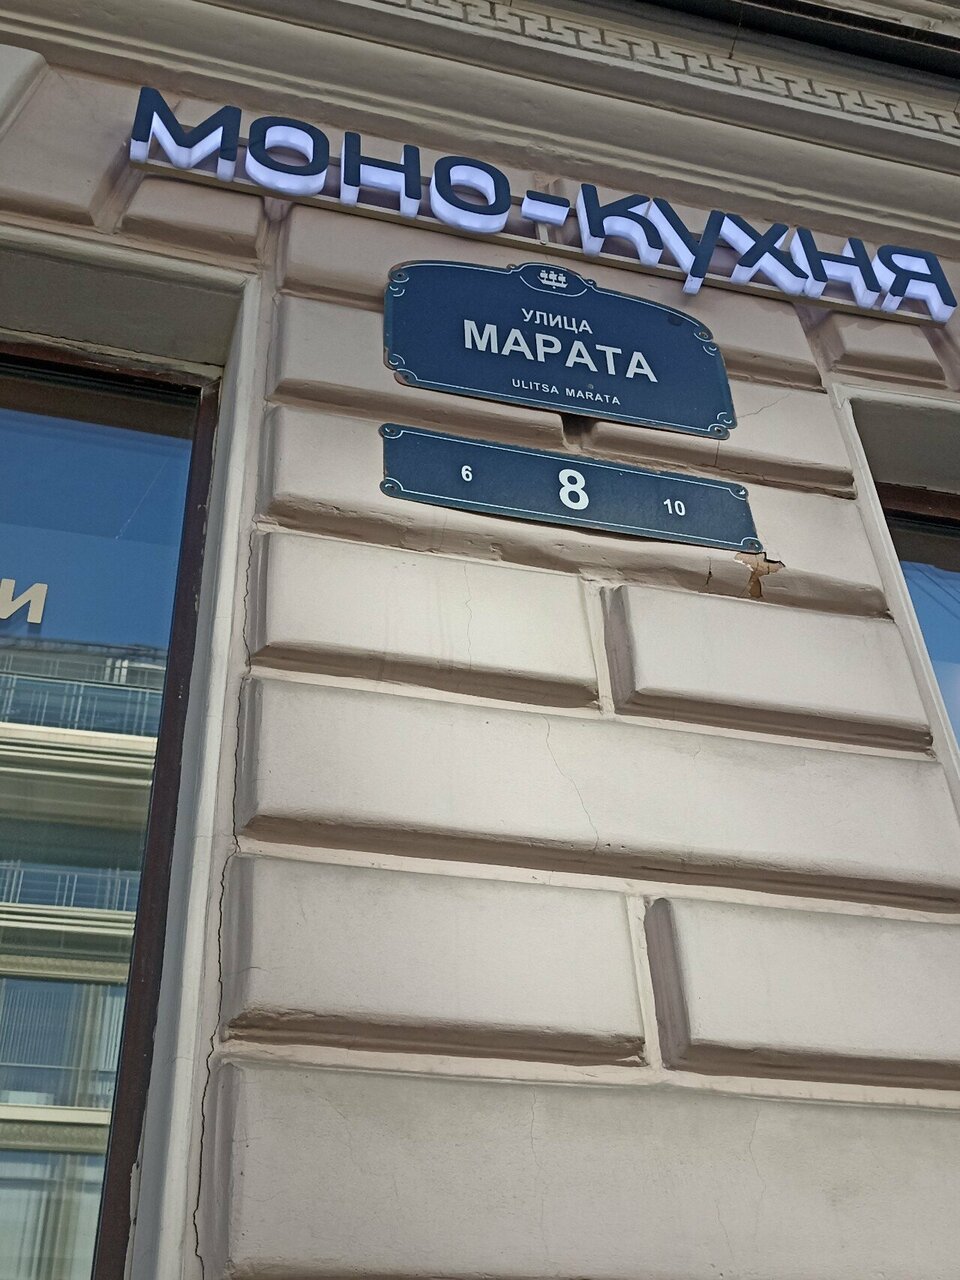 МОНО-КУХНЯ
УЛИЦА
МАРАТА
ULITSA MARATA
6 8 10
И